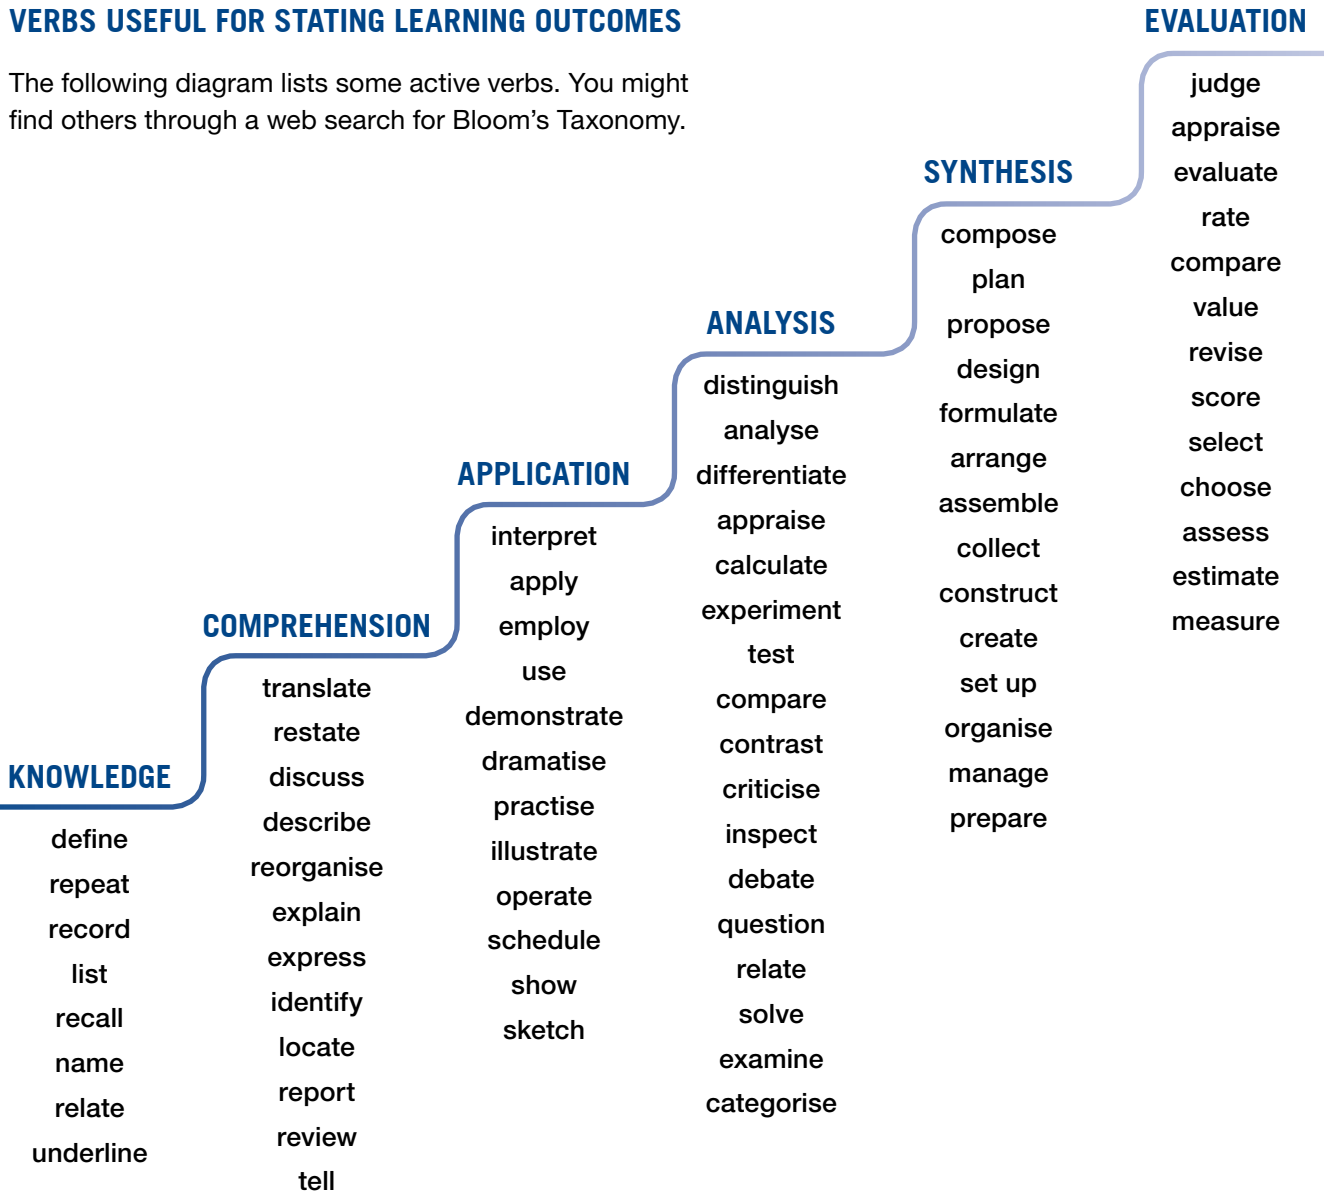 VERBS USEFUL FOR STATING LEARNING OUTCOMES
The following diagram lists some active verbs. You might
find others through a web search for Bloom's Taxonomy.
KNOWLEDGE
define
repeat
record
list
recall
name
relate
underline
COMPREHENSION
translate
restate
discuss
describe
reorganise
explain
express
identify
locate
report
review
tell
APPLICATION
interpret
apply
employ
use
demonstrate
dramatise
practise
illustrate
operate
schedule
show
sketch
ANALYSIS
distinguish
analyse
differentiate
appraise
calculate
experiment
test
compare
contrast
criticise
inspect
debate
question
relate
solve
examine
categorise
SYNTHESIS
compose
plan
propose
design
formulate
arrange
assemble
collect
construct
create
set up
organise
manage
prepare
EVALUATION
judge
appraise
evaluate
rate
compare
value
revise
score
select
choose
assess
estimate
measure